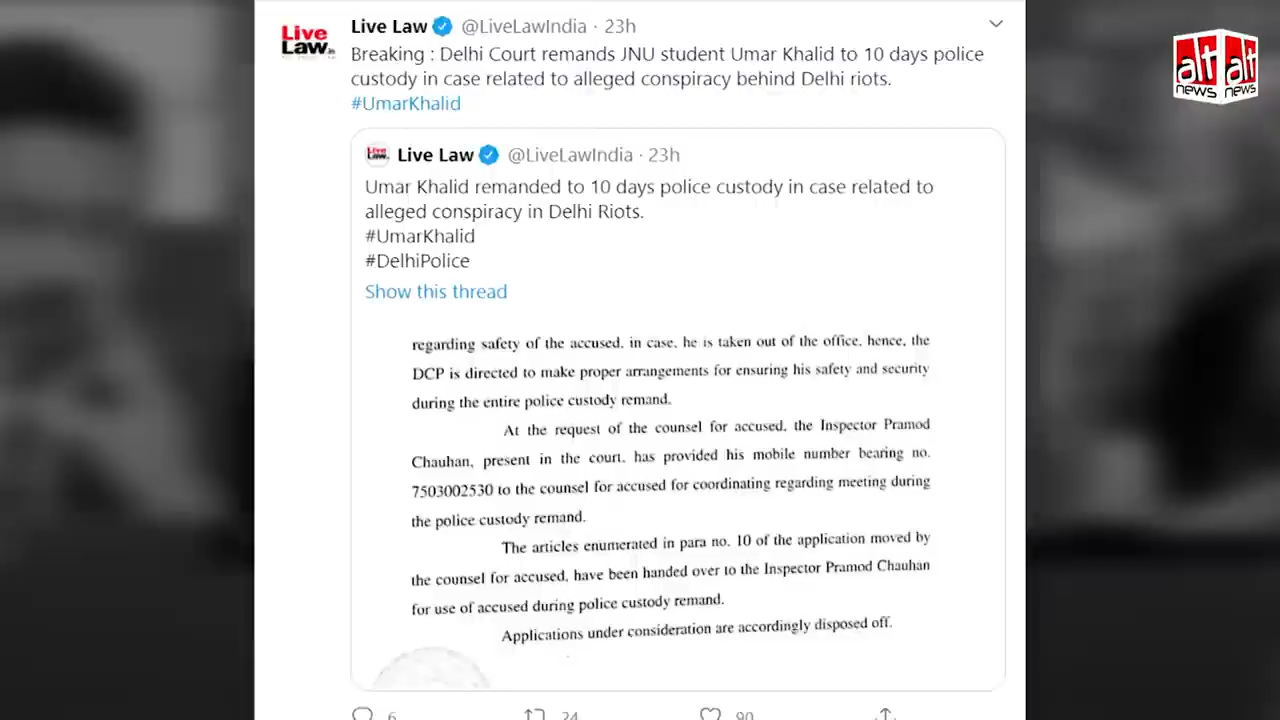 Live Law @LiveLawIndia · 23h
Breaking : Delhi Court remands JNU student Umar Khalid to 10 days police
custody in case related to alleged conspiracy behind Delhi riots.
#UmarKhalid
Live Law @LiveLawIndia · 23h
Umar Khalid remanded to 10 days police custody in case related to
alleged conspiracy in Delhi Riots.
#UmarKhalid
#DelhiPolice
Show this thread
regarding safety of the accused, in case, he is taken out of the office, hence, the
DCP is directed to make proper arrangements for ensuring his safety and security
during the entire police custody remand.
At the request of the counsel for accused, the Inspector Pramod
Chauhan, present in the court, has provided his mobile number bearing no.
7503002530 to the counsel for accused for coordinating regarding meeting during
the police custody remand.
The articles enumerated in para no. 10 of the application moved by
the counsel for accused, have been handed over to the Inspector Pramod Chauhan
for use of accused during police custody remand.
Applications under consideration are accordingly disposed off.
6 24 90
Live
Law.in
Live
Law.
alt alt
news news